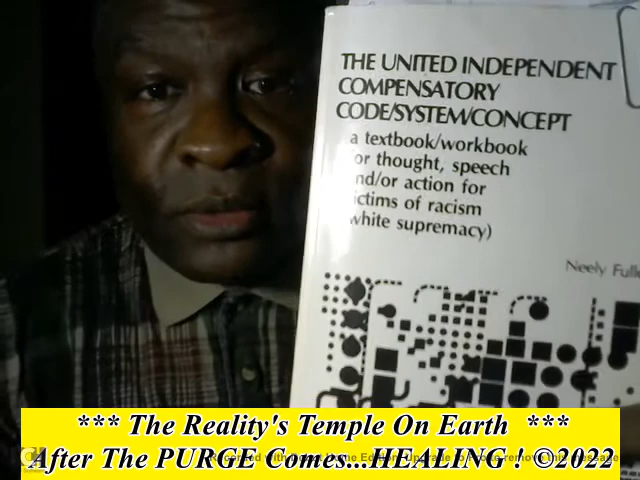 THE UNITED INDEPENDENT
COMPENSATORY
CODE/SYSTEM/CONCEPT
a textbook/workbook
or thought, speech
nd/or action for
ictims of racism
white supremacy)
Neely Fulle
*** The Reality's Temple On Earth ***
After The PURGE Comes...HEALING ! ©2022